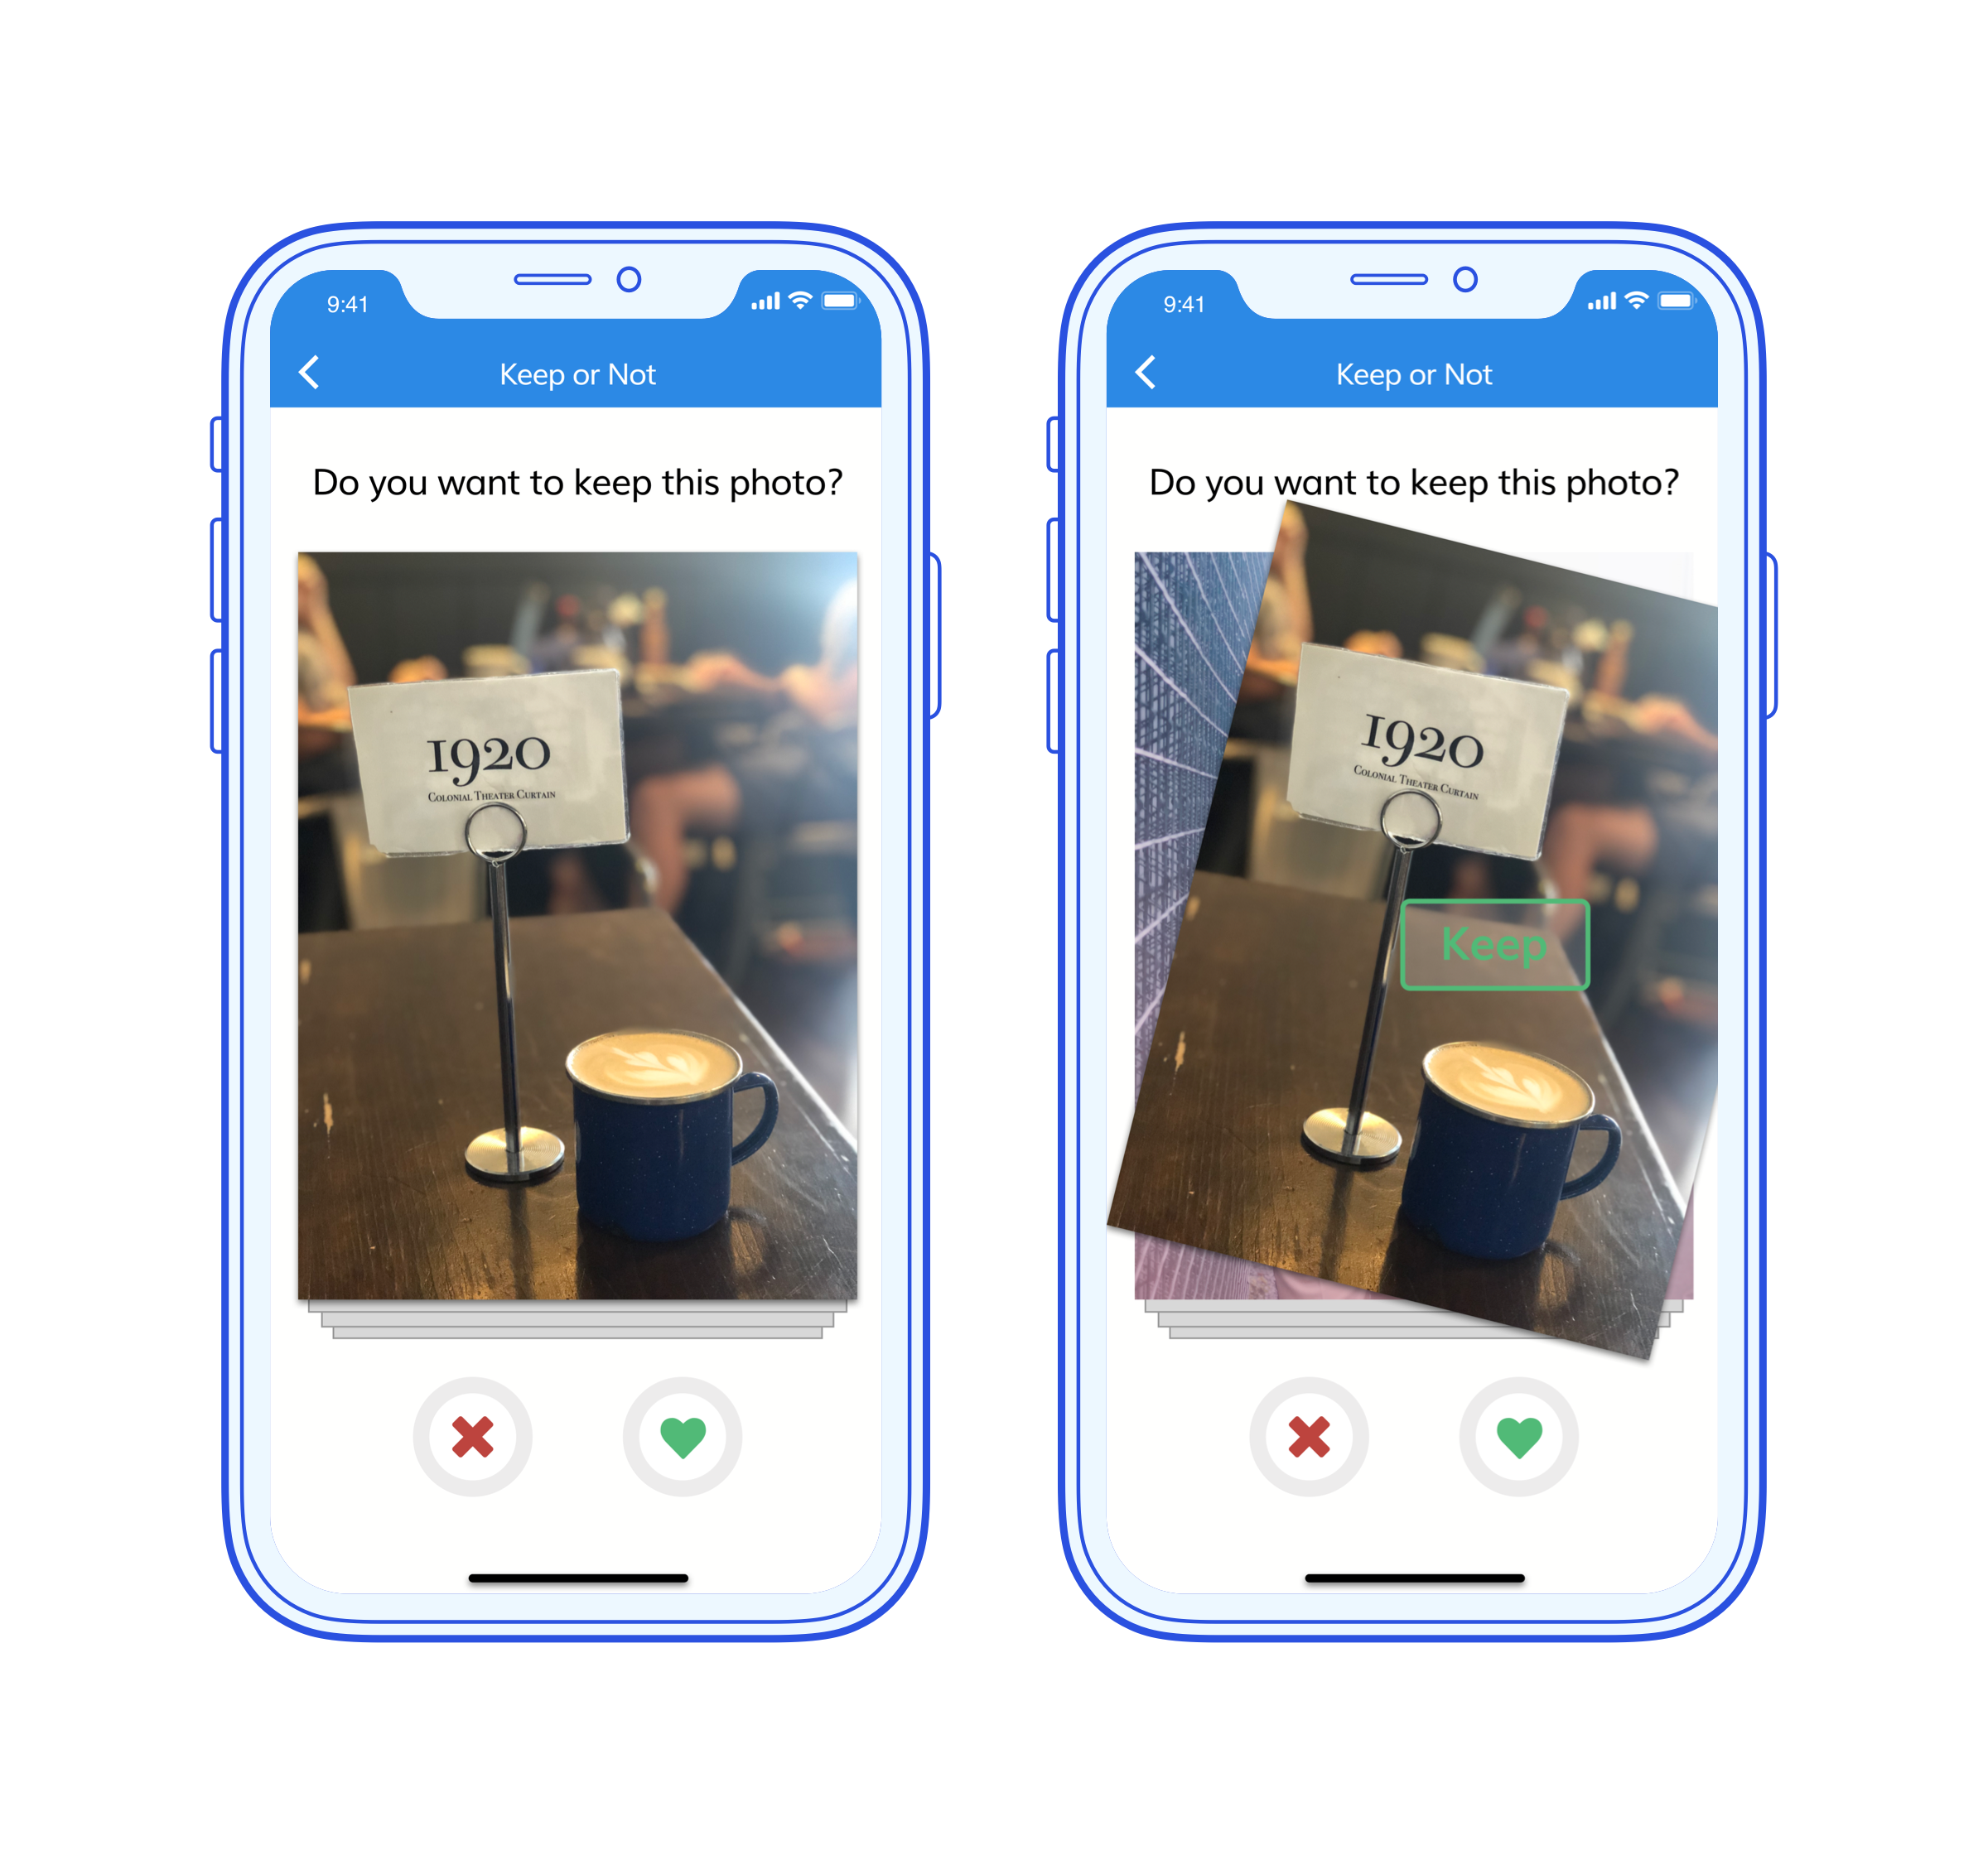 9:41
Keep or Not
Do you want to keep this photo?
1920
Colonial Theater Curtain
9:41
Keep or Not
Do you want to keep this photo?
1920
Colonial Theater Curtain
Keep